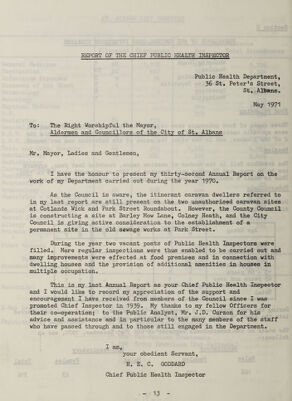 REPORT OF THE CHIEF PUBLIC HEALTH INSPECTOR
Public Health Department,
36 St. Peter's Street,
St. Albans.
May 1971
To: The Right Worshipful the Mayor,
Aldermen and Councillors of the City of St. Albans
Mr. Mayor, Ladies and Gentlemen,
I have the honour to present my thirty-second Annual Report on the
work of my Department carried out during the year 1970.
As the Council is aware, the itinerant caravan dwellers referred to
in my last report are still present on the two unauthorised caravan sites
at Cotlands Wick and Park Street Roundabout. However, the County Council
is constructing a site at Barley Mow Lane, Colney Heath, and the City
Council is giving active consideration to the establishment of a
permanent site in the old sewage works at Park Street.
During the year two vacant posts of Public Health Inspectors were
filled. More regular inspections were thus enabled to be carried out and
many improvements were effected at food premises and in connection with
dwelling houses and the provision of additional amenities in houses in
multiple occupation.
This is my last Annual Report as your Chief Public Health Inspector
and I would like to record my appreciation of the support and
encouragement I have received from members of the Council since I was
promoted Chief Inspector in 1939. My thanks to my fellow Officers for
their co-operation; to the Public Analyst, Mr. J.D. Curzon for his
advice and assistance and in particular to the many members of the staff
who have passed through and to those still engaged in the Department.
I am,
your obedient Servant,
H. E. C. GODDARD
Chief Public Health Inspector
- 13 -